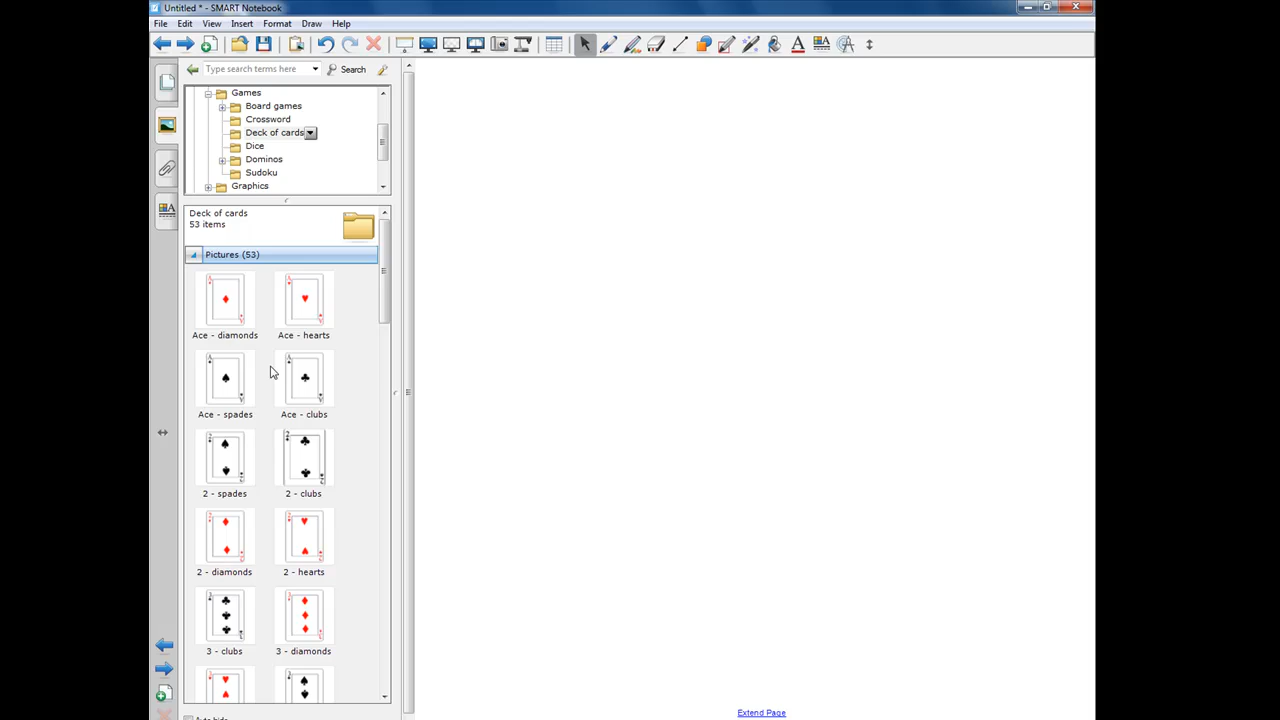 Untitled * - SMART Notebook
File Edit View Insert Format Draw Help
Type search terms here Search
Games
Board games
Crossword
Deck of cards
Dice
Dominos
Sudoku
Graphics
Deck of cards
53 items
Pictures (53)
Ace - diamonds Ace - hearts
Ace - spades Ace - clubs
2 - spades 2 - clubs
2 - diamonds 2 - hearts
3 - clubs 3 - diamonds
Extend Page